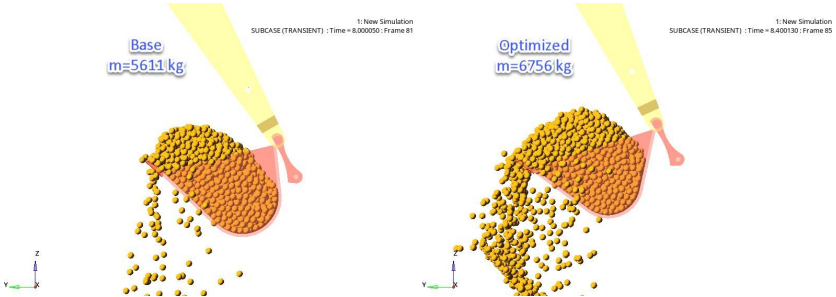 1: New Simulation
SUBCASE (TRANSIENT) : Time = 8.000050 : Frame 81
Base
m=5611 kg
Z
Y
X
1: New Simulation
SUBCASE (TRANSIENT) : Time = 8.400130 : Frame 85
Optimized
m=6756 kg
Z
Y
X